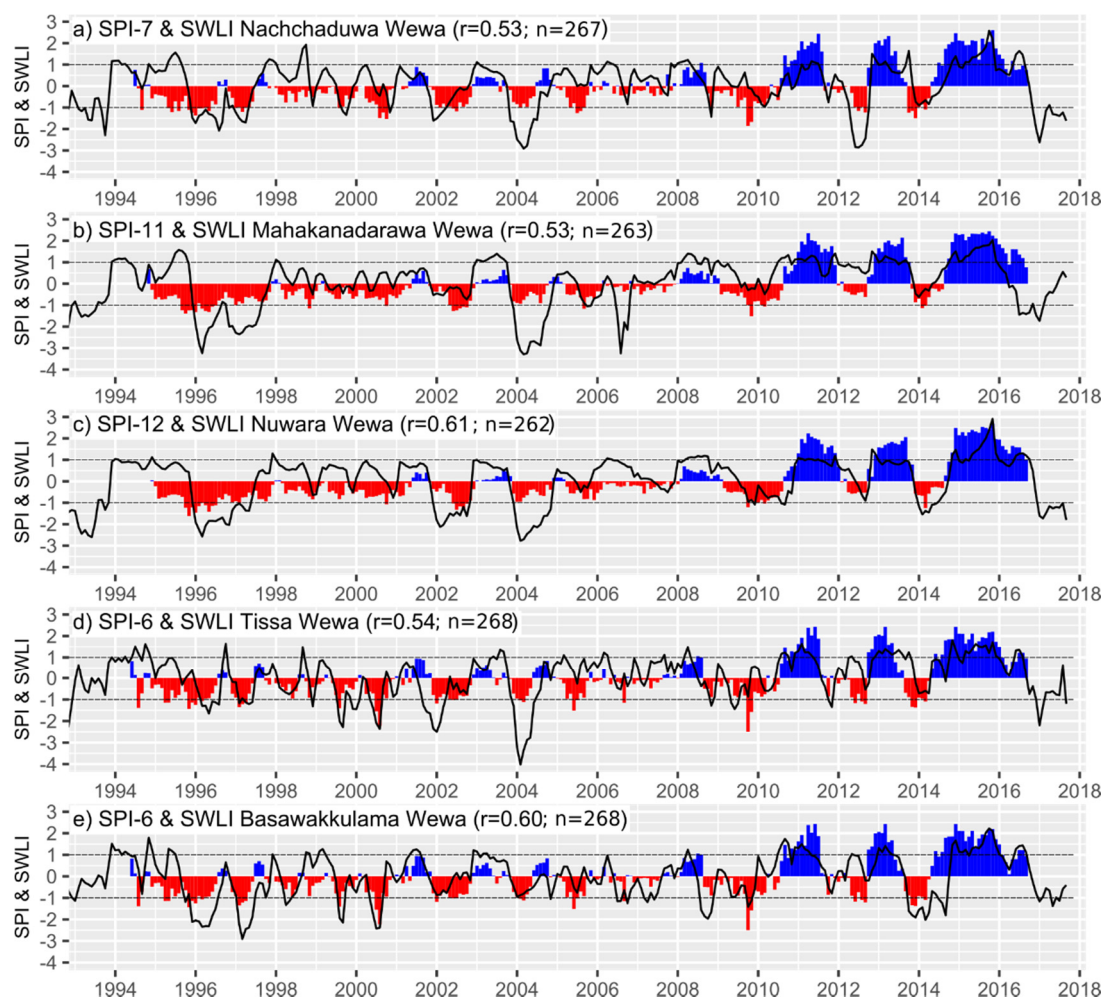 a) SPI-7 & SWLI Nachchaduwa Wewa (r=0.53; n=267)
SPI & SWLI
3
2
1
0
-1
-2
-3
-4
1994 1996 1998 2000 2002 2004 2006 2008 2010 2012 2014 2016 2018
b) SPI-11 & SWLI Mahakanadarawa Wewa (r=0.53; n=263)
SPI & SWLI
3
2
1
0
-1
-2
-3
-4
1994 1996 1998 2000 2002 2004 2006 2008 2010 2012 2014 2016 2018
c) SPI-12 & SWLI Nuwara Wewa (r=0.61; n=262)
SPI & SWLI
3
2
1
0
-1
-2
-3
-4
1994 1996 1998 2000 2002 2004 2006 2008 2010 2012 2014 2016 2018
d) SPI-6 & SWLI Tissa Wewa (r=0.54; n=268)
SPI & SWLI
3
2
1
0
-1
-2
-3
-4
1994 1996 1998 2000 2002 2004 2006 2008 2010 2012 2014 2016 2018
e) SPI-6 & SWLI Basawakkulama Wewa (r=0.60; n=268)
SPI & SWLI
3
2
1
0
-1
-2
-3
-4
1994 1996 1998 2000 2002 2004 2006 2008 2010 2012 2014 2016 2018